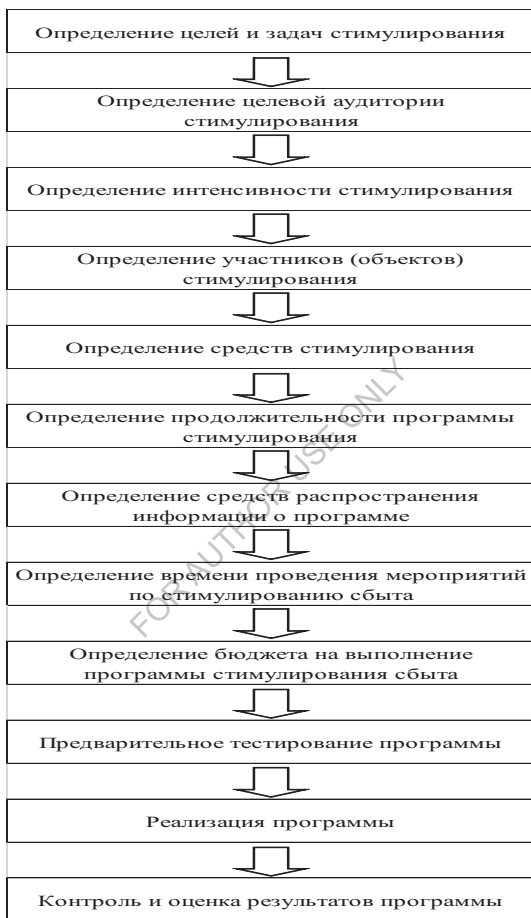 Определение целей и задач стимулирования
Определение целевой аудитории
стимулирования
Определение интенсивности стимулирования
Определение участников (объектов)
стимулирования
Определение средств стимулирования
Определение продолжительности программы
стимулирования
Определение средств распространения
информации о программе
Определение времени проведения мероприятий
по стимулированию сбыта
Определение бюджета на выполнение
программы стимулирования сбыта
Предварительное тестирование программы
Реализация программы
Контроль и оценка результатов программы
FOR AUTHOR USE ONLY